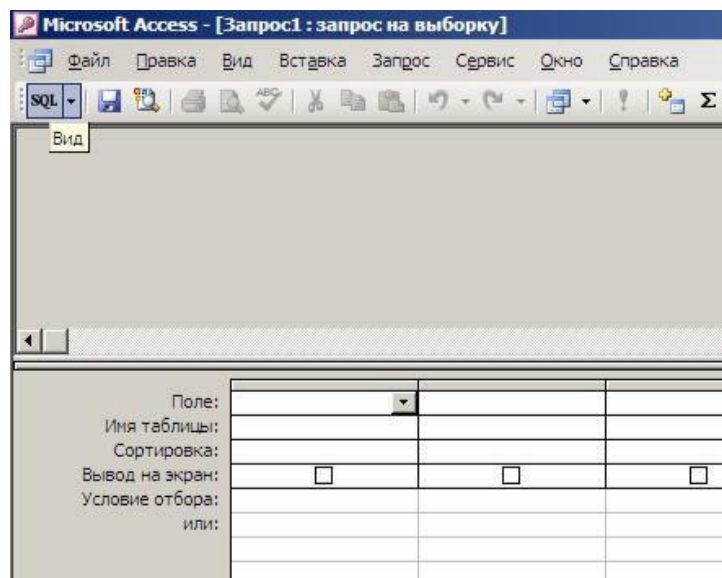 Microsoft Access - [Запрос1 : запрос на выборку]
Файл Правка Вид Вставка Запрос Сервис Окно Справка
SQL ABC Σ
Вид
Поле:
Имя таблицы:
Сортировка:
Вывод на экран:
Условие отбора:
или: